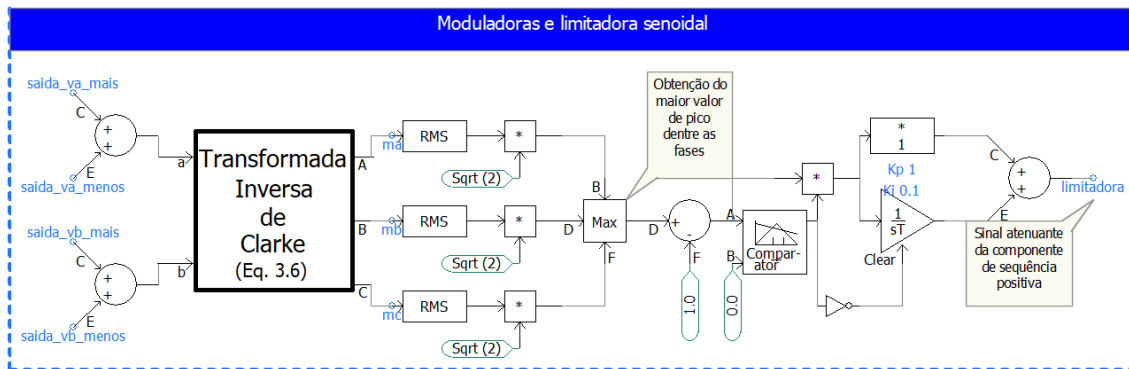 Moduladoras e limitadora senoidal
saida_va_mais
C
+
+
E
saida_va_menos
a
saida_vb_mais
C
+
+
E
saida_vb_menos
b
Transformada
Inversa
de
Clarke
(Eq. 3.6)
A
ma
RMS
*
Sqrt (2)
B
mb
RMS
*
Sqrt (2)
C
mc
RMS
*
Sqrt (2)
Obtenção do
maior valor
de pico
dentre as
fases
B
D
Max
F
D
+
-
F
1.0
A
B
0.0
Compar-
ator
*
*
1
Kp 1
Ki 0.1
1
sT
Clear
C
+
+
E
limitadora
Sinal atenuante
da componente
de sequência
positiva